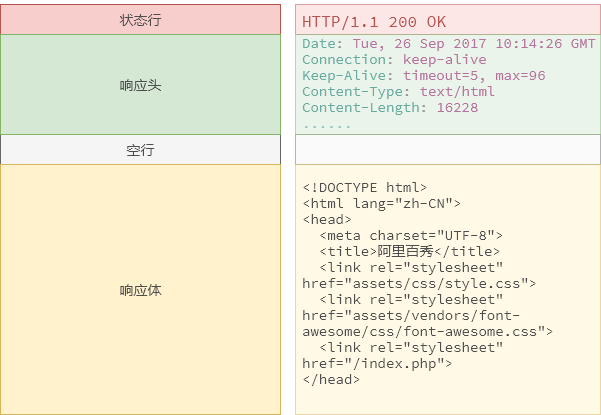 状态行
HTTP/1.1 200 OK
响应头
Date: Tue, 26 Sep 2017 10:14:26 GMT
Connection: keep-alive
Keep-Alive: timeout=5, max=96
Content-Type: text/html
Content-Length: 16228
......
空行
响应体
<!DOCTYPE html>
<html lang="zh-CN">
<head>
  <meta charset="UTF-8">
  <title>阿里百秀</title>
  <link rel="stylesheet"
href="assets/css/style.css">
  <link rel="stylesheet"
href="assets/vendors/font-
awesome/css/font-awesome.css">
  <link rel="stylesheet"
href="/index.php">
</head>